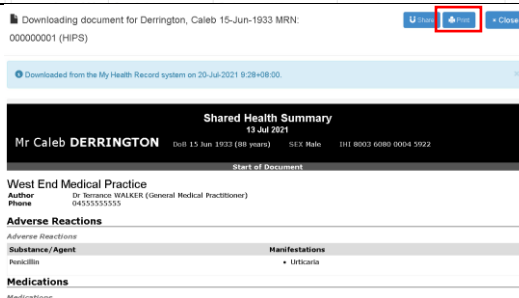 Downloading document for Derrington, Caleb 15-Jun-1933 MRN:
000000001 (HIPS)
Share
Print
× Close
Downloaded from the My Health Record system on 20-Jul-2021 9:28+08:00.
Shared Health Summary
13 Jul 2021
Mr Caleb DERRINGTON DoB 15 Jun 1933 (88 years) SEX Male IHI 8003 6080 0004 5922
Start of Document
West End Medical Practice
Author Dr Terrance WALKER (General Medical Practitioner)
Phone 04555555555
Adverse Reactions
Adverse Reactions
Substance/Agent Manifestations
Penicillin • Urticaria
Medications
Medications